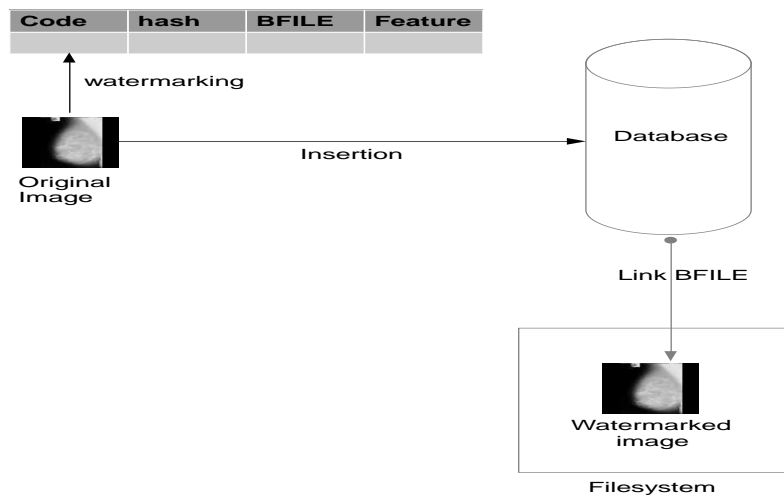 Code hash BFILE Feature
watermarking
Original
Image
Insertion
Database
Link BFILE
Watermarked
image
Filesystem